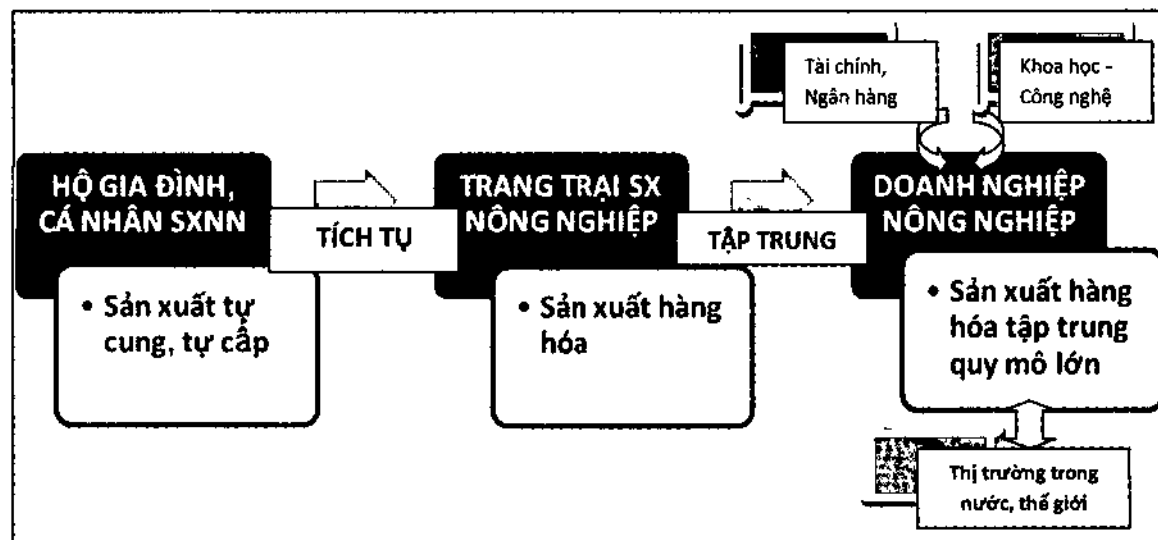 Tài chính,
Ngân hàng
Khoa học -
Công nghệ
HỘ GIA ĐÌNH,
CÁ NHÂN SXNN
TÍCH TỤ
TRANG TRẠI SX
NÔNG NGHIỆP
TẬP TRUNG
DOANH NGHIỆP
NÔNG NGHIỆP
• Sản xuất tự
cung, tự cấp
• Sản xuất hàng
hóa
• Sản xuất hàng
hóa tập trung
quy mô lớn
Thị trường trong
nước, thế giới